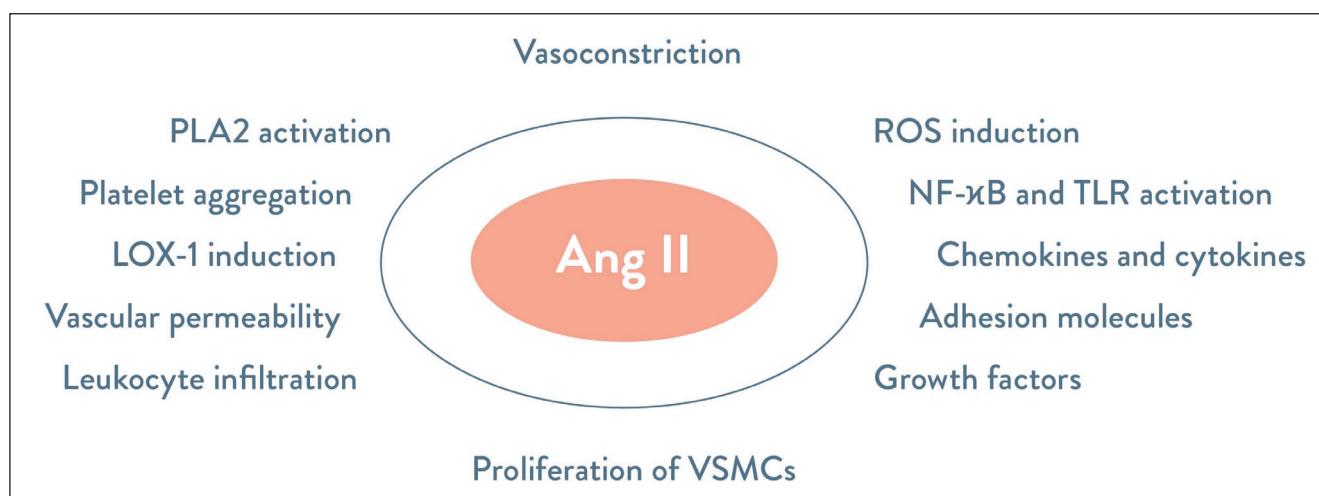 Vasoconstriction
PLA2 activation
Platelet aggregation
LOX-1 induction
Vascular permeability
Leukocyte infiltration
Ang II
ROS induction
NF-ϰB and TLR activation
Chemokines and cytokines
Adhesion molecules
Growth factors
Proliferation of VSMCs